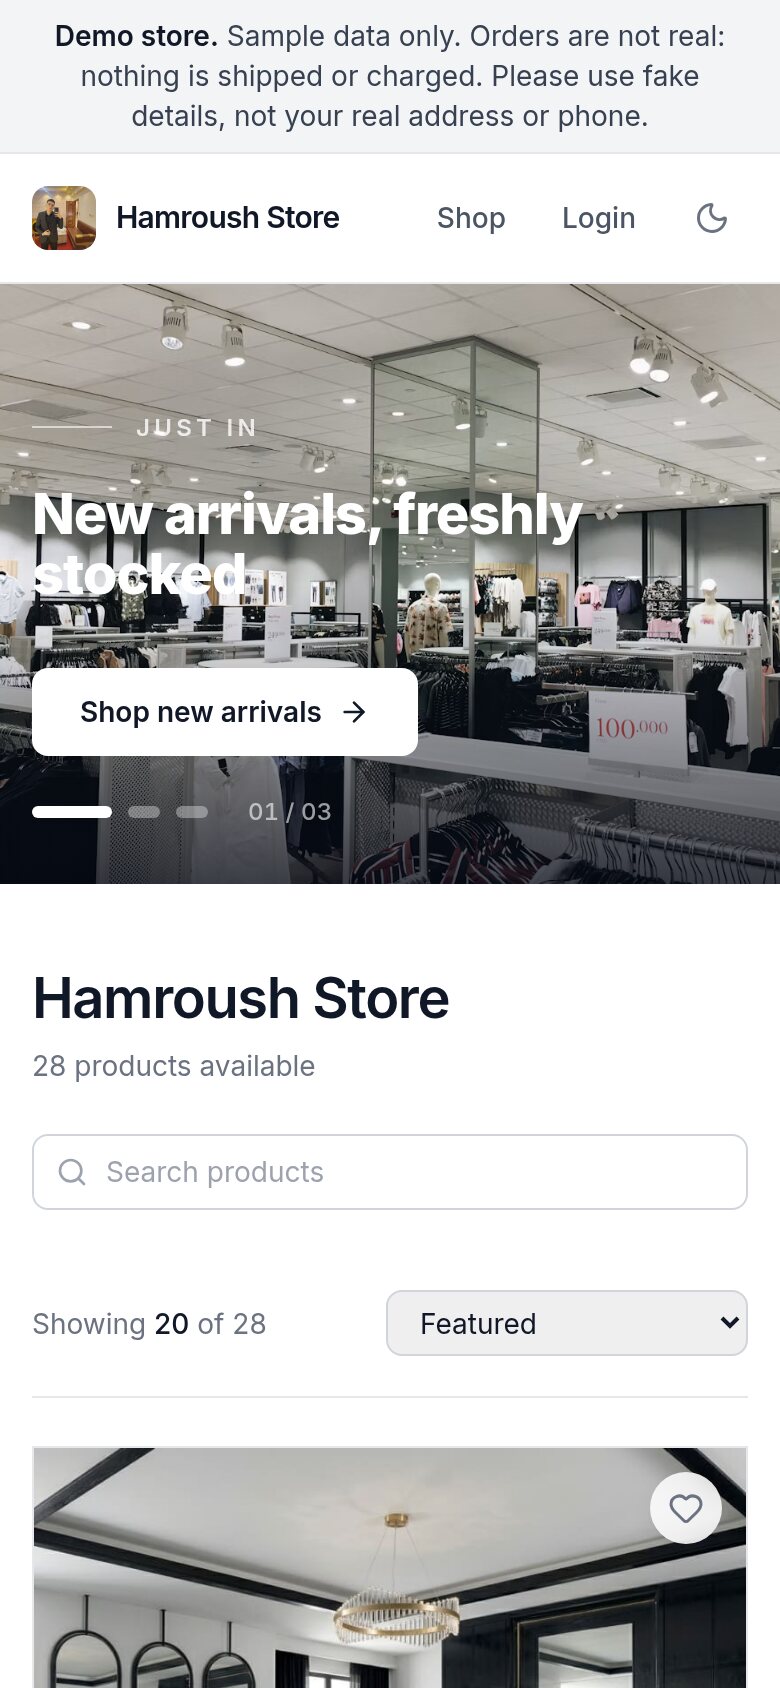 Demo store. Sample data only. Orders are not real:
nothing is shipped or charged. Please use fake
details, not your real address or phone.
Hamroush Store
Shop
Login
JUST IN
New arrivals, freshly
stocked
100.000
Shop new arrivals
01 / 03
Hamroush Store
28 products available
Search products
Showing 20 of 28
Featured